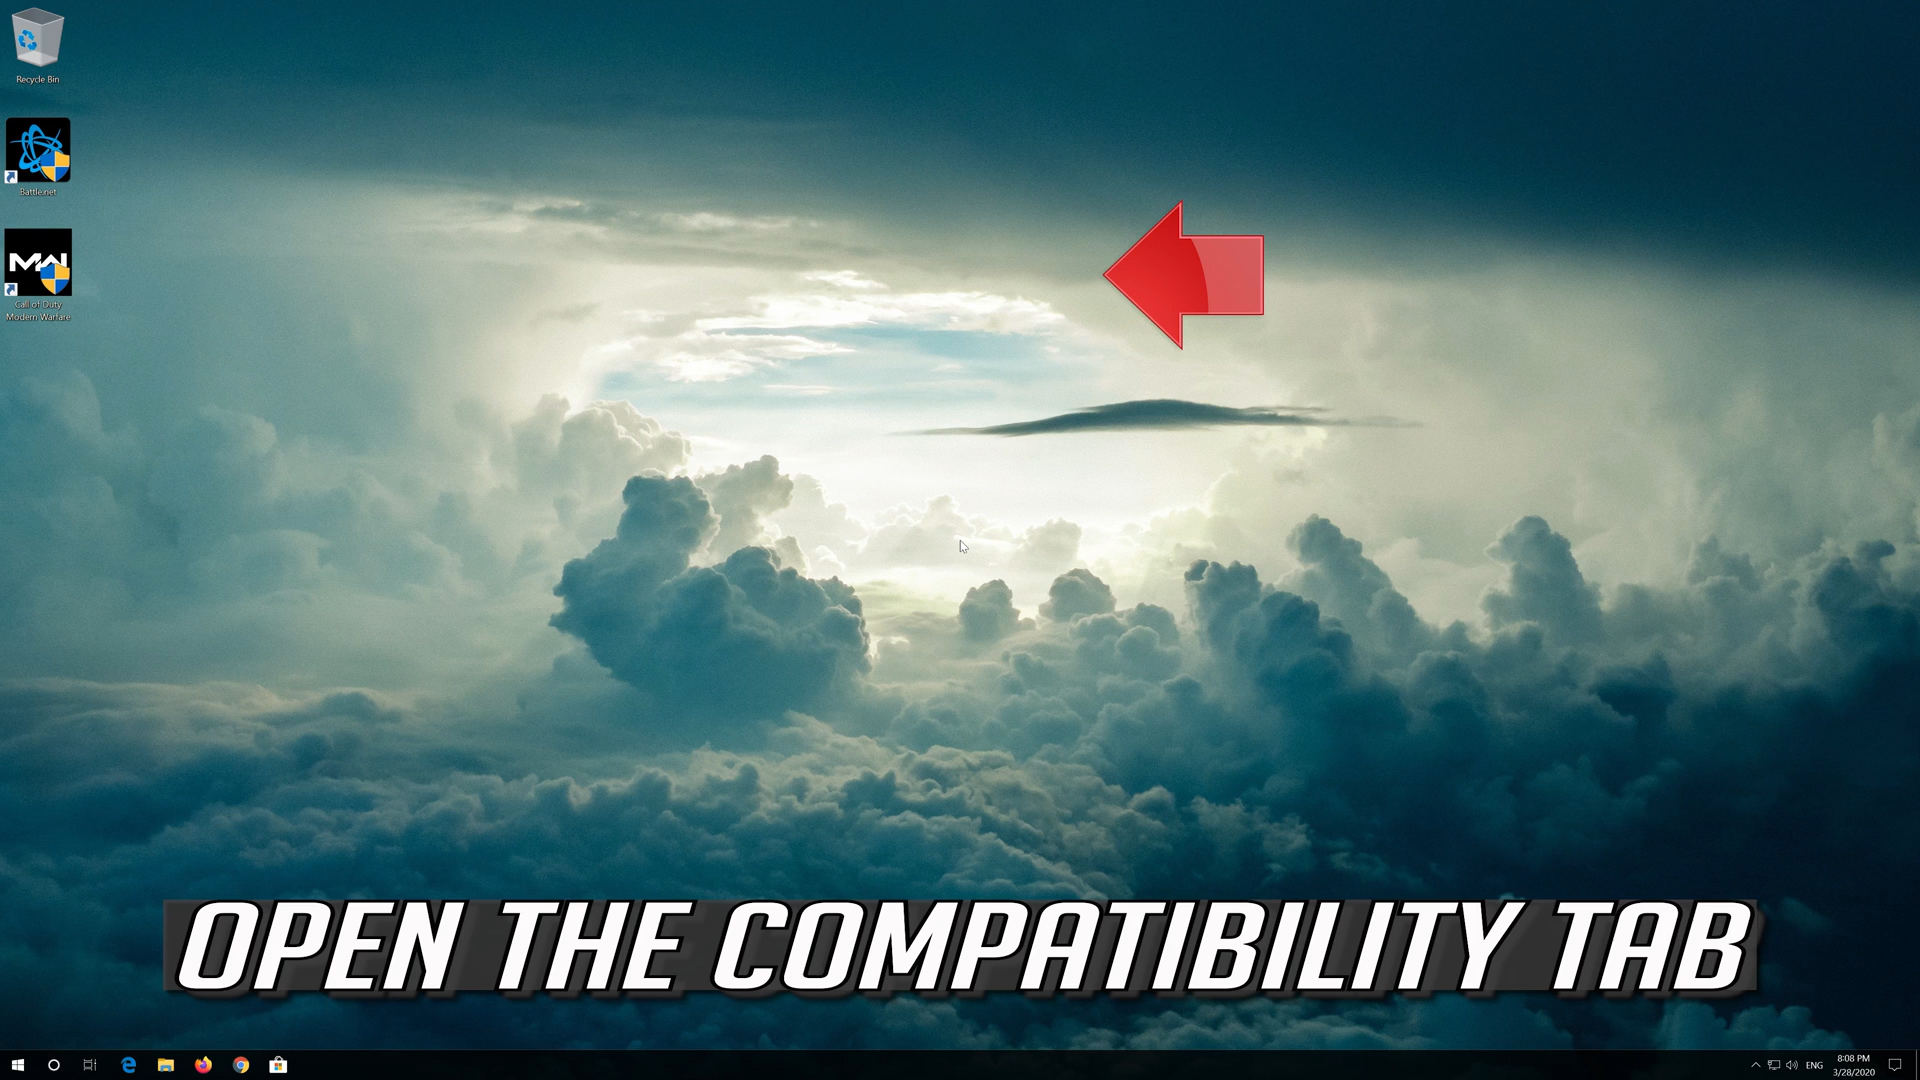 Recycle Bin
Battle.net
MW
Call of Duty
Modern Warfare
OPEN THE COMPATIBILITY TAB
ENG
8:08 PM
3/28/2020